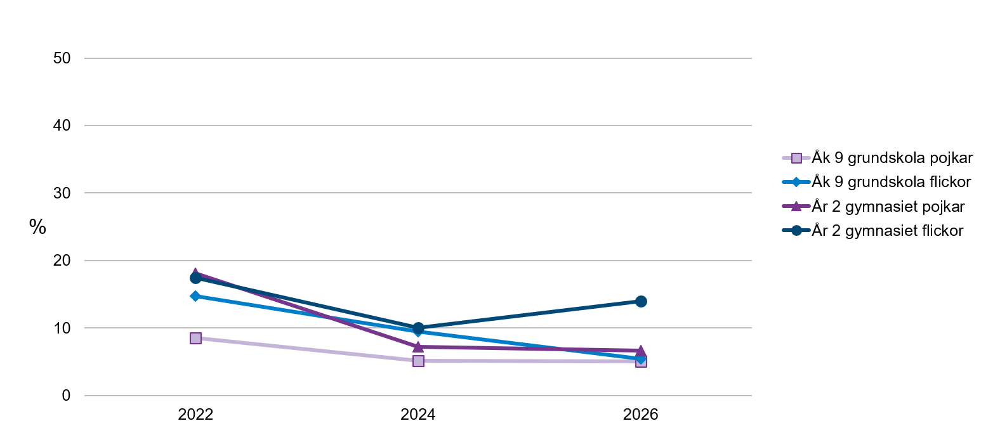 50
40
30
%
20
10
0
2022 2024 2026
Åk 9 grundskola pojkar
Åk 9 grundskola flickor
År 2 gymnasiet pojkar
År 2 gymnasiet flickor